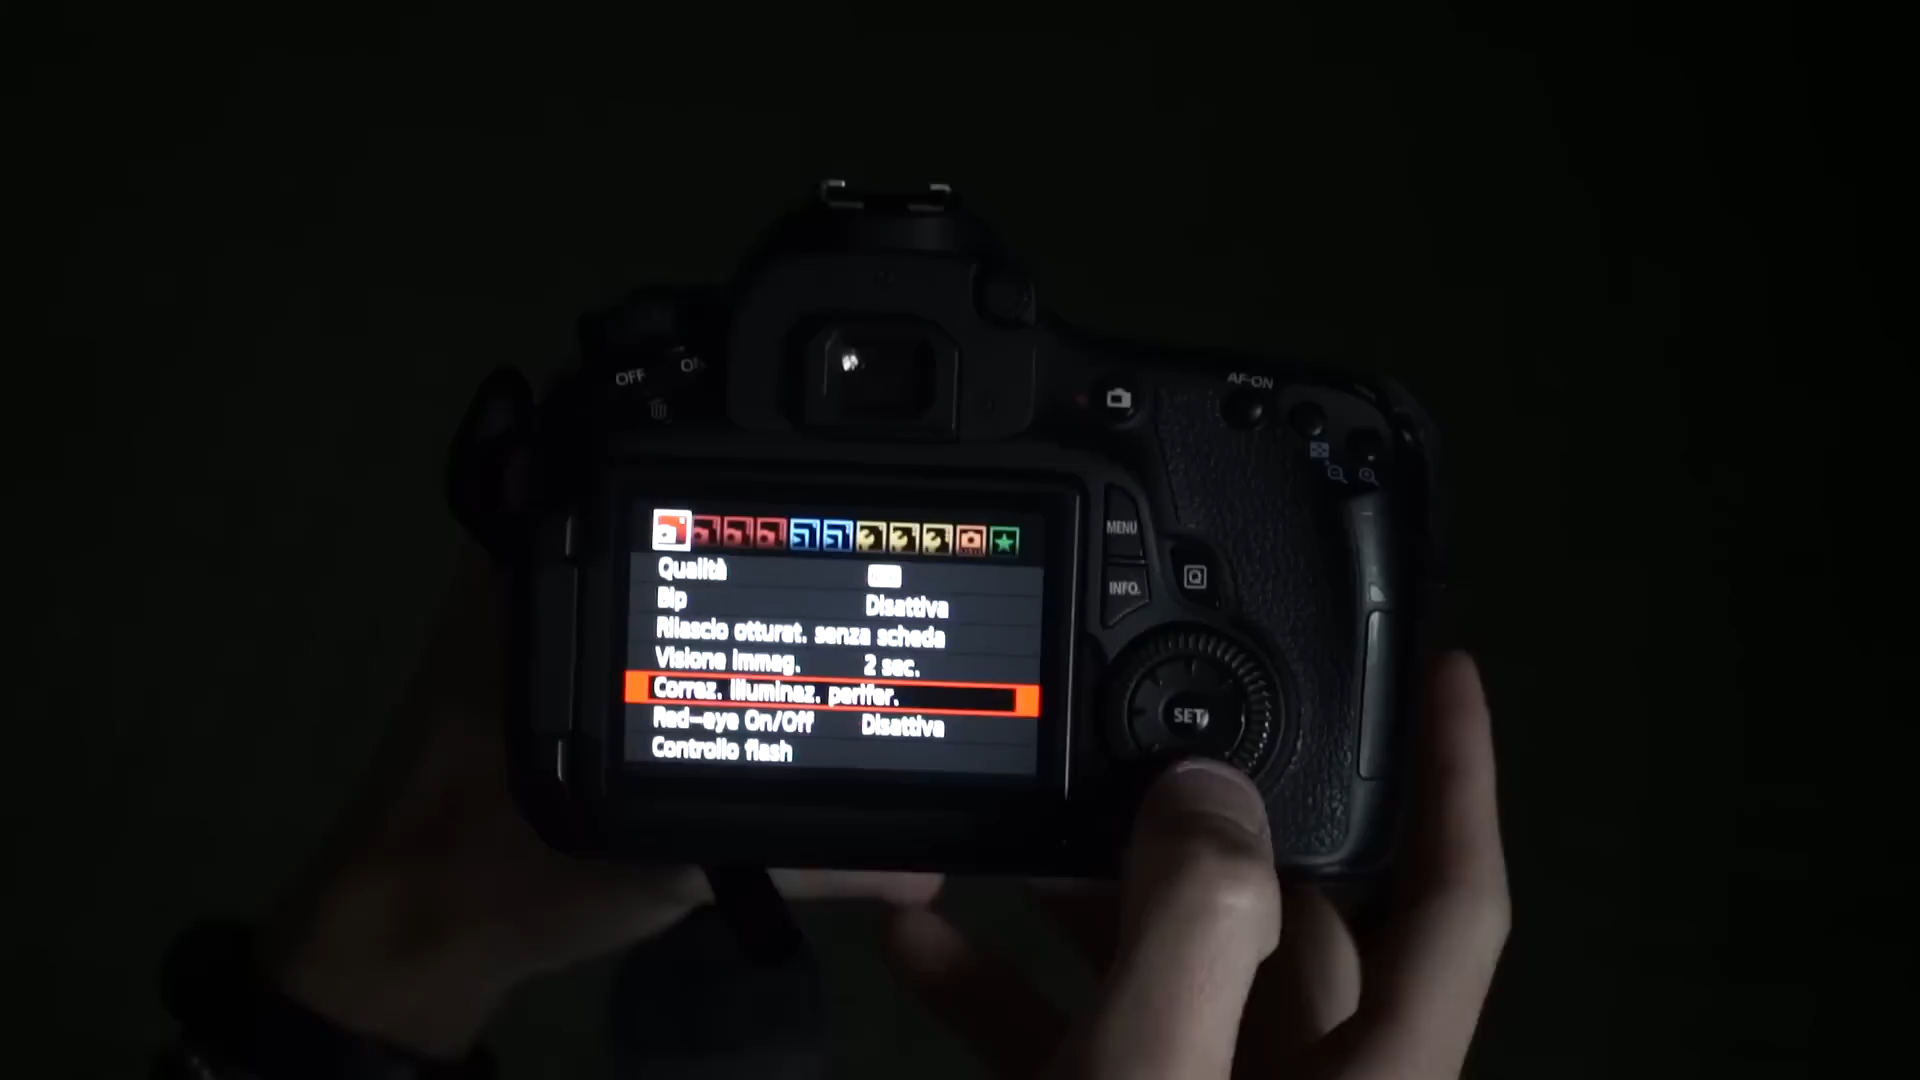 OFF ON
AF-ON
MENU
INFO.
Q
SET
Qualità
Bip Disattiva
Rilascio otturat. senza scheda
Visione immag. 2 sec.
Correz. illuminaz. perifer.
Red-eye On/Off Disattiva
Controllo flash